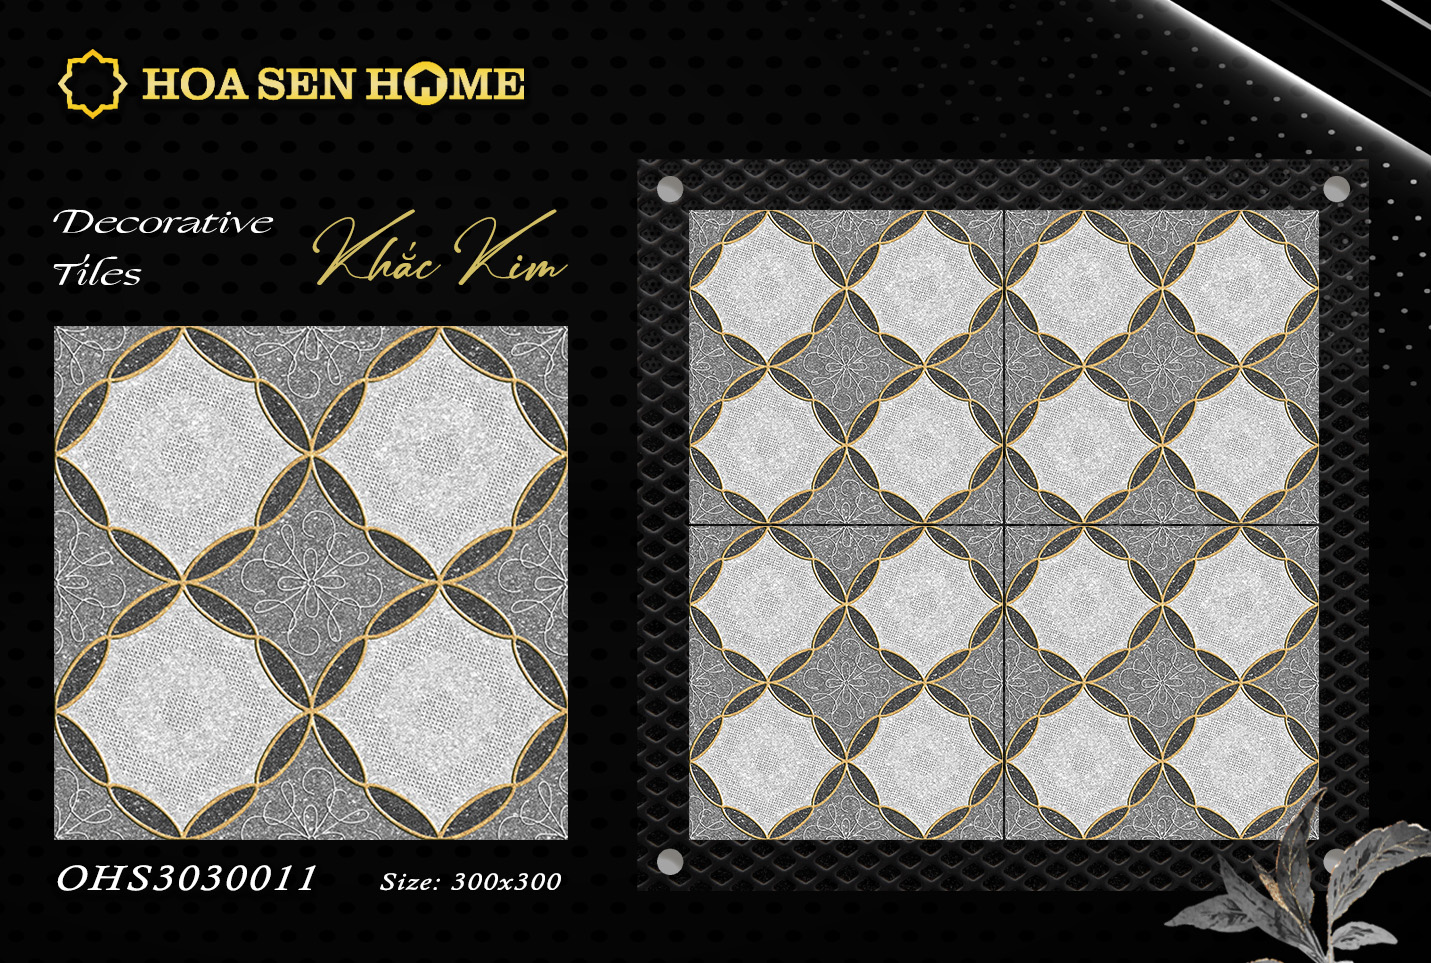 HOA SEN HOME
Decorative
Tiles
Khắc Kim
OHS3030011
Size: 300x300